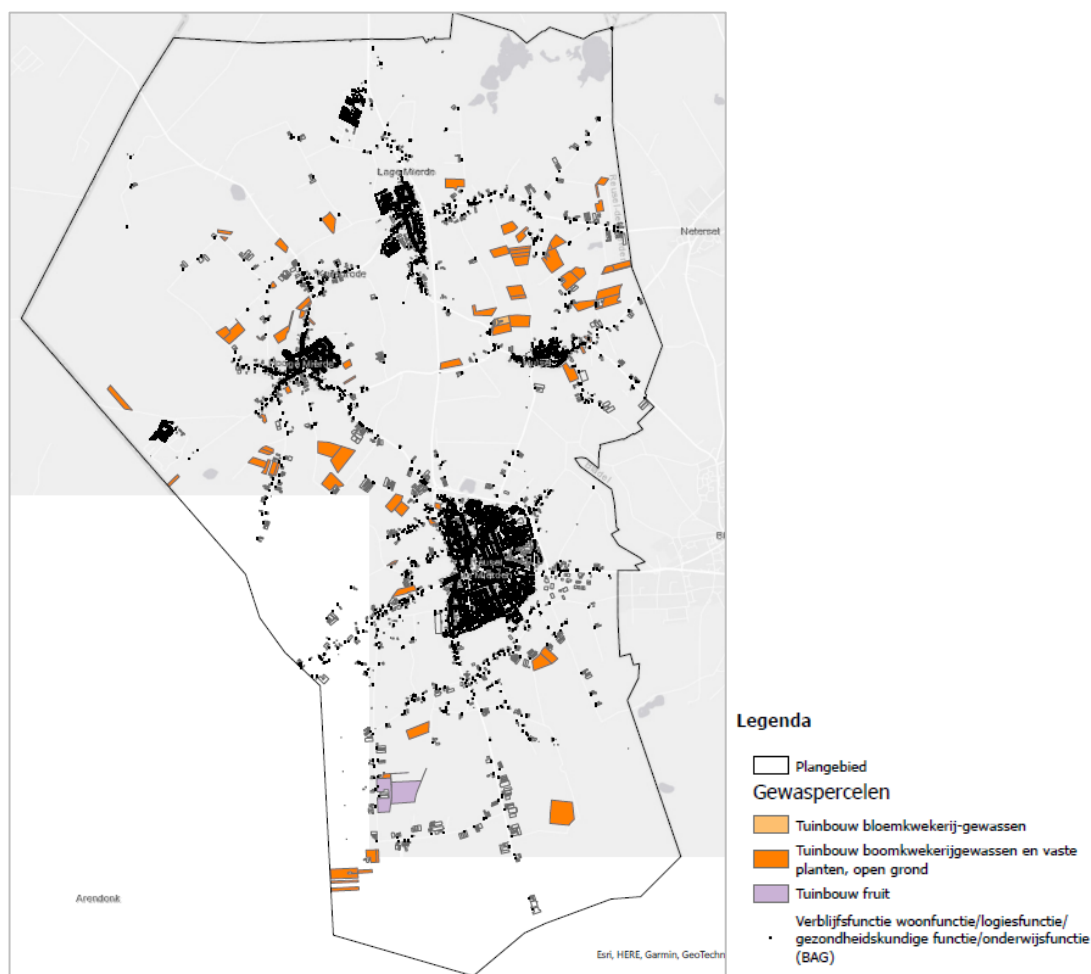 Lage Mierde
Netersel
Reusel
Arendonk
Esri, HERE, Garmin, GeoTechn
Legenda
Plangebied
Gewaspercelen
Tuinbouw bloemkwekerij-gewassen
Tuinbouw boomkwekerijgewassen en vaste
planten, open grond
Tuinbouw fruit
Verblijfsfunctie woonfunctie/logiesfunctie/
gezondheidskundige functie/onderwijsfunctie
(BAG)